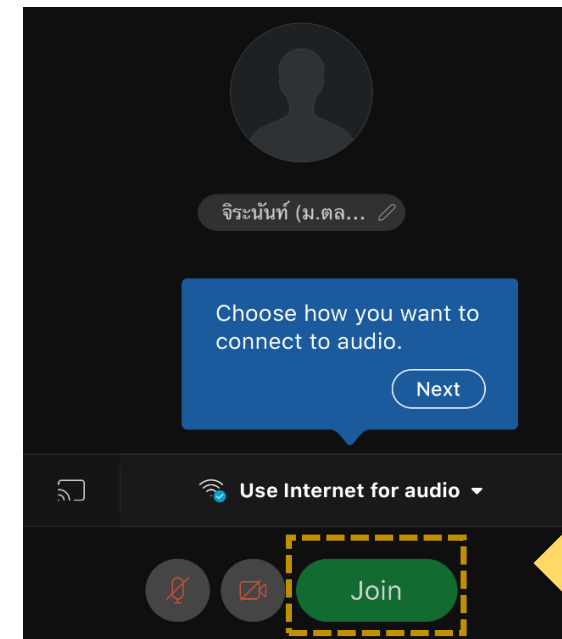 จิระนันท์ (ม.ตล...
Choose how you want to
connect to audio.
Next
Use Internet for audio
Join